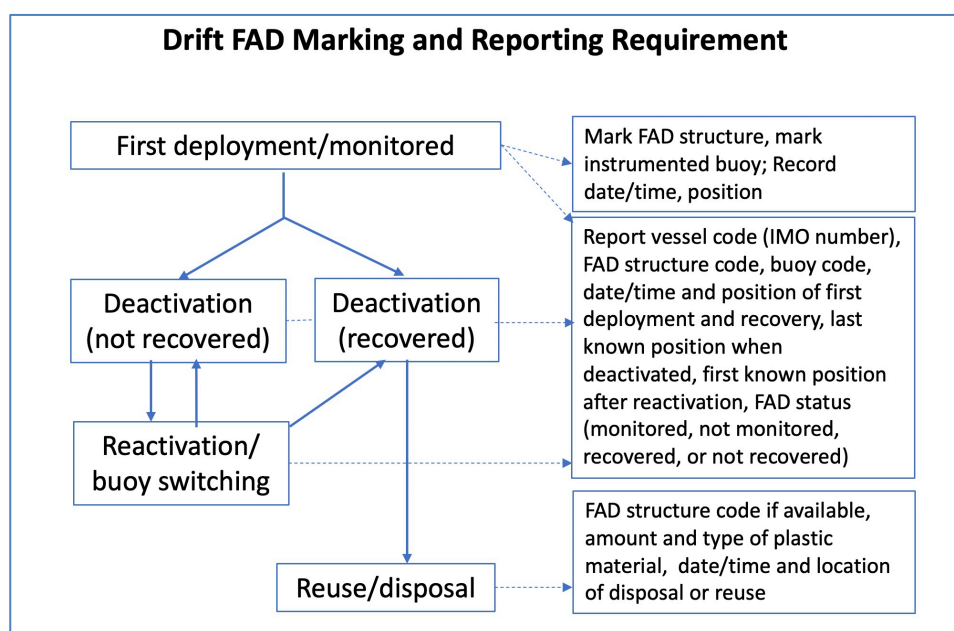 Drift FAD Marking and Reporting Requirement
First deployment/monitored
Mark FAD structure, mark
instrumented buoy; Record
date/time, position
Deactivation
(not recovered)
Deactivation
(recovered)
Report vessel code (IMO number),
FAD structure code, buoy code,
date/time and position of first
deployment and recovery, last
known position when
deactivated, first known position
after reactivation, FAD status
(monitored, not monitored,
recovered, or not recovered)
Reactivation/
buoy switching
Reuse/disposal
FAD structure code if available,
amount and type of plastic
material,  date/time and location
of disposal or reuse